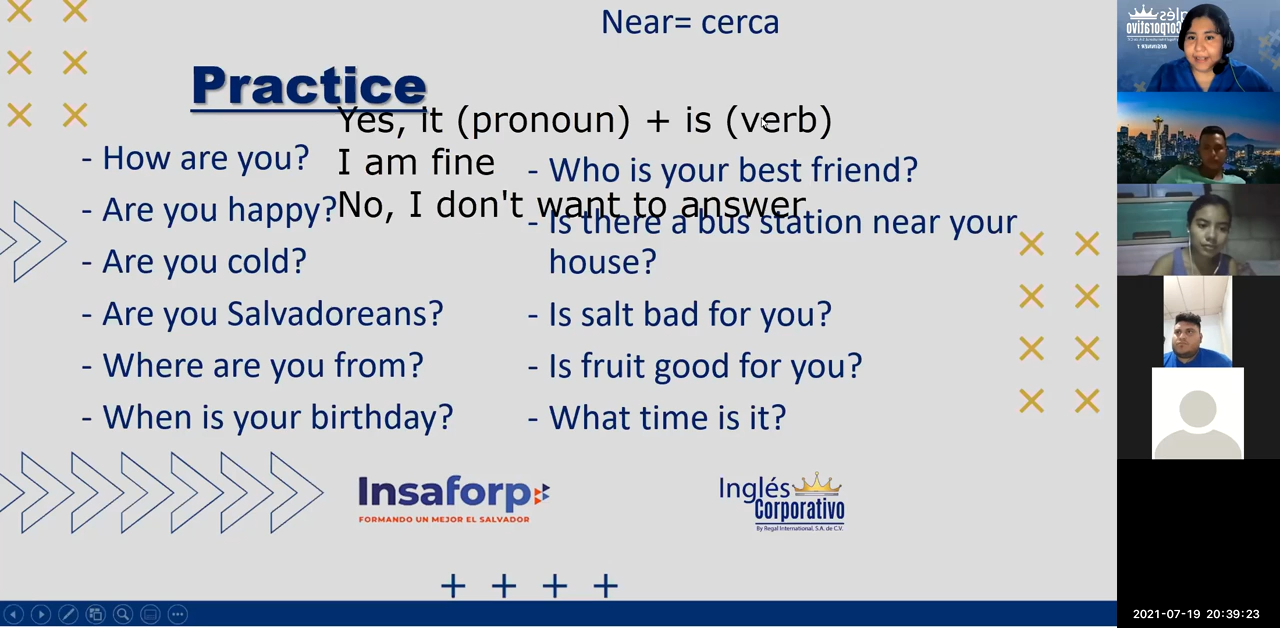 Near= cerca
Practice
Yes, it (pronoun) + is (verb)
I am fine
No, I don't want to answer
- How are you?
- Are you happy?
- Are you cold?
- Are you Salvadoreans?
- Where are you from?
- When is your birthday?
- Who is your best friend?
- Is there a bus station near your
house?
- Is salt bad for you?
- Is fruit good for you?
- What time is it?
Insaforp
FORMANDO UN MEJOR EL SALVADOR
Inglés
Corporativo
By Regal International, S.A. de C.V.
Inglés
Corporativo
2021-07-19 20:39:23